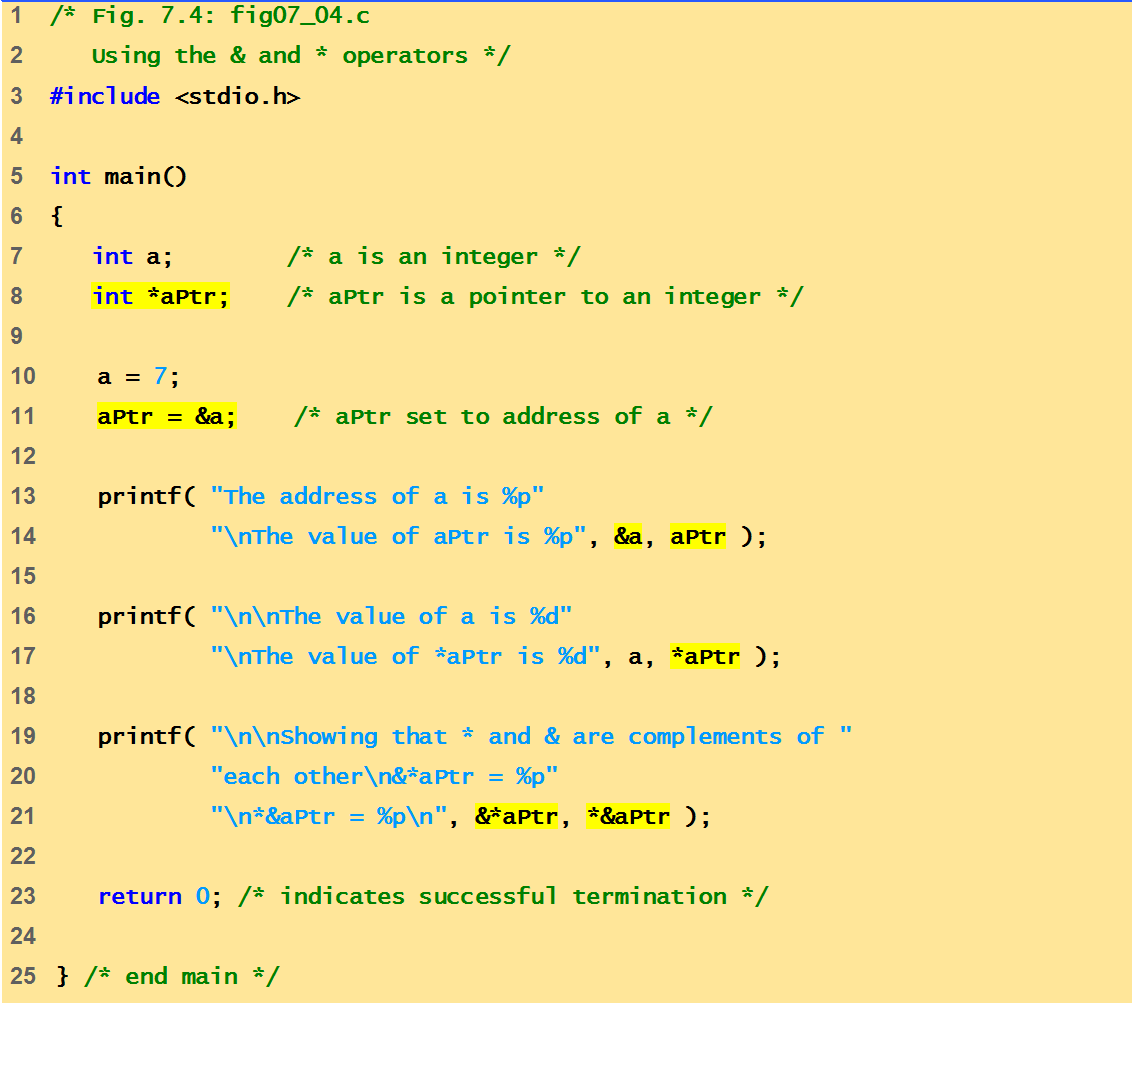 1 /* Fig. 7.4: fig07_04.c
2    Using the & and * operators */
3 #include <stdio.h>
4
5 int main()
6 {
7    int a;        /* a is an integer */
8    int *aPtr;    /* aPtr is a pointer to an integer */
9
10    a = 7;
11    aPtr = &a;    /* aPtr set to address of a */
12
13    printf( "The address of a is %p"
14            "\nThe value of aPtr is %p", &a, aPtr );
15
16    printf( "\n\nThe value of a is %d"
17            "\nThe value of *aPtr is %d", a, *aPtr );
18
19    printf( "\n\nShowing that * and & are complements of "
20            "each other\n&*aPtr = %p"
21            "\n*&aPtr = %p\n", &*aPtr, *&aPtr );
22
23    return 0; /* indicates successful termination */
24
25 } /* end main */